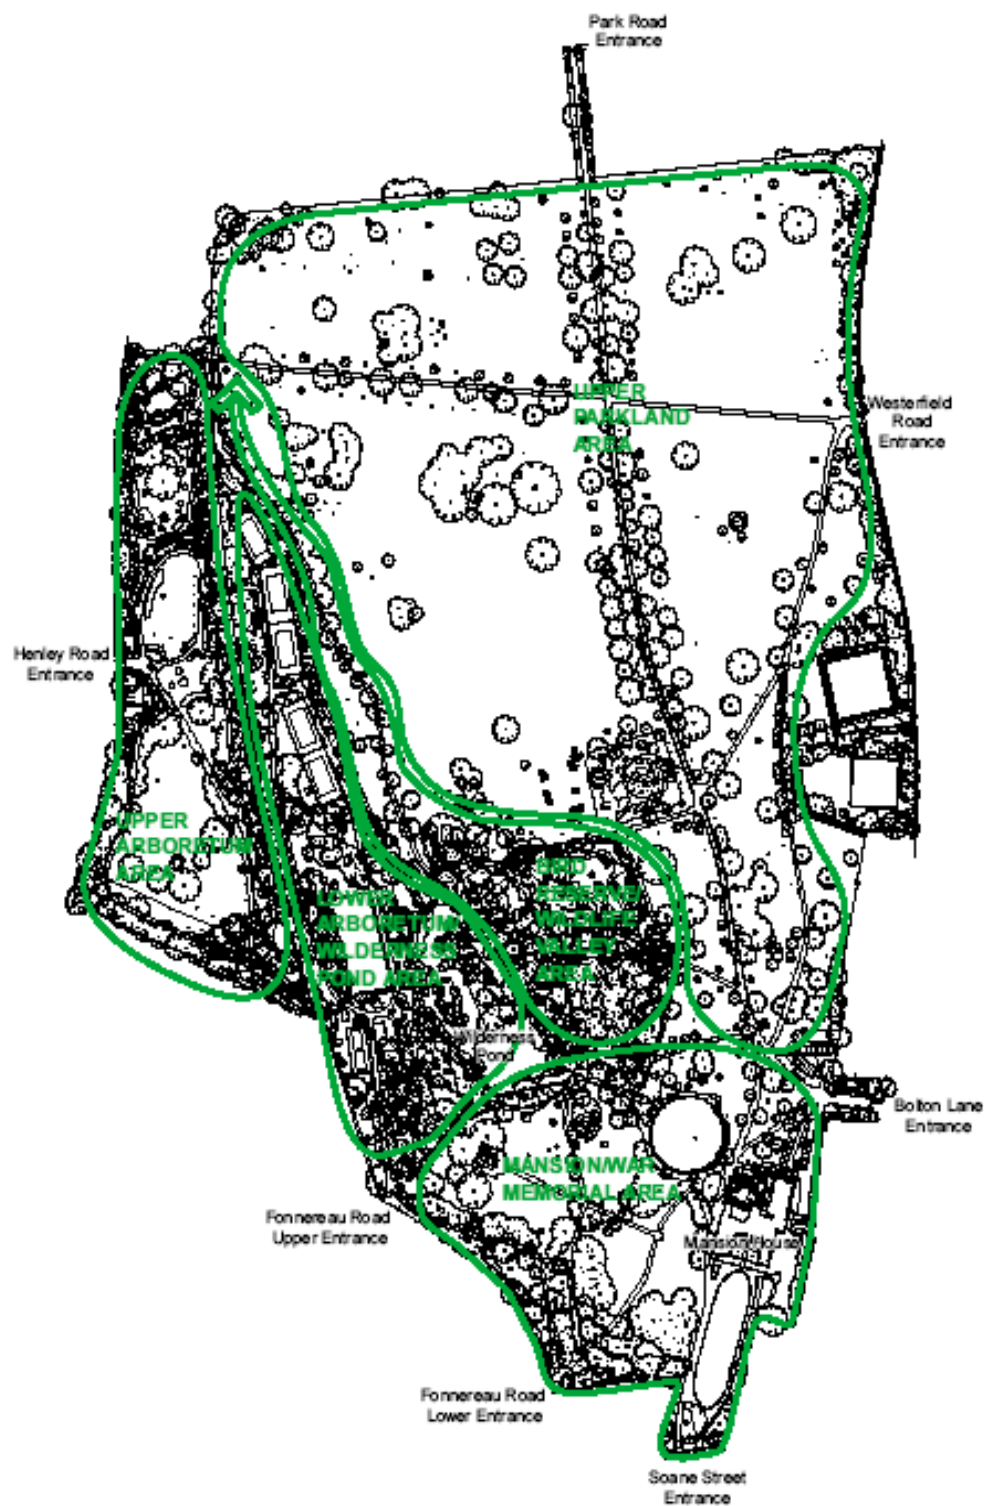 Park Road
Entrance
UPPER
PARKLAND
AREA
Westerfield
Road
Entrance
Henley Road
Entrance
UPPER
ARBORETUM
AREA
BIRD
RESERVE/
WILDLIFE
VALLEY
AREA
LOWER
ARBORETUM/
WILDERNESS
POND AREA
Wilderness
Pond
Bolton Lane
Entrance
MANSION/WAR
MEMORIAL AREA
Fonnereau Road
Upper Entrance
Mansion House
Fonnereau Road
Lower Entrance
Soane Street
Entrance